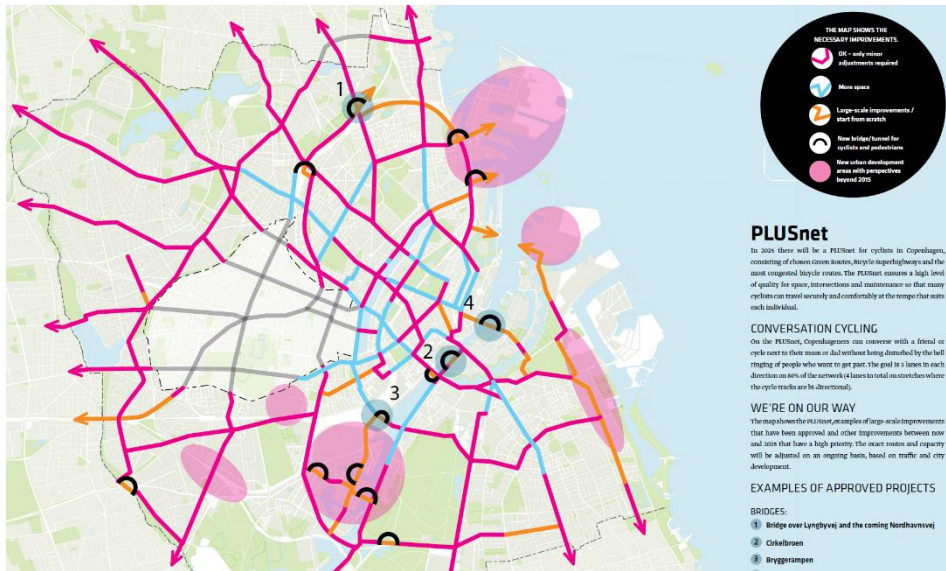 THE MAP SHOWS THE
NECESSARY IMPROVEMENTS.
OK – only minor
adjustments required
More space
Large-scale improvements /
start from scratch
New bridge/tunnel for
cyclists and pedestrians
New urban development
areas with perspectives
beyond 2015
1
4
2
3
PLUSnet
In 2025 there will be a PLUSnet for cyclists in Copenhagen,
consisting of chosen Green Routes, Bicycle Superhighways and the
most congested bicycle routes. The PLUSnet ensures a high level
of quality for space, intersections and maintenance so that many
cyclists can travel securely and comfortably at the tempo that suits
each individual.
CONVERSATION CYCLING
On the PLUSnet, Copenhageners can converse with a friend or
cycle next to their mum or dad without being disturbed by the bell
ringing of people who want to get past. The goal is 3 lanes in each
direction on 80% of the network (4 lanes in total on stretches where
the cycle tracks are bi-directional).
WE'RE ON OUR WAY
The map shows the PLUSnet, examples of large-scale improvements
that have been approved and other improvements between now
and 2025 that have a high priority. The exact routes and capacity
will be adjusted on an ongoing basis, based on traffic and city
development.
EXAMPLES OF APPROVED PROJECTS
BRIDGES:
1 Bridge over Lyngbyvej and the coming Nordhavnsvej
2 Cirkelbroen
3 Bryggerampen